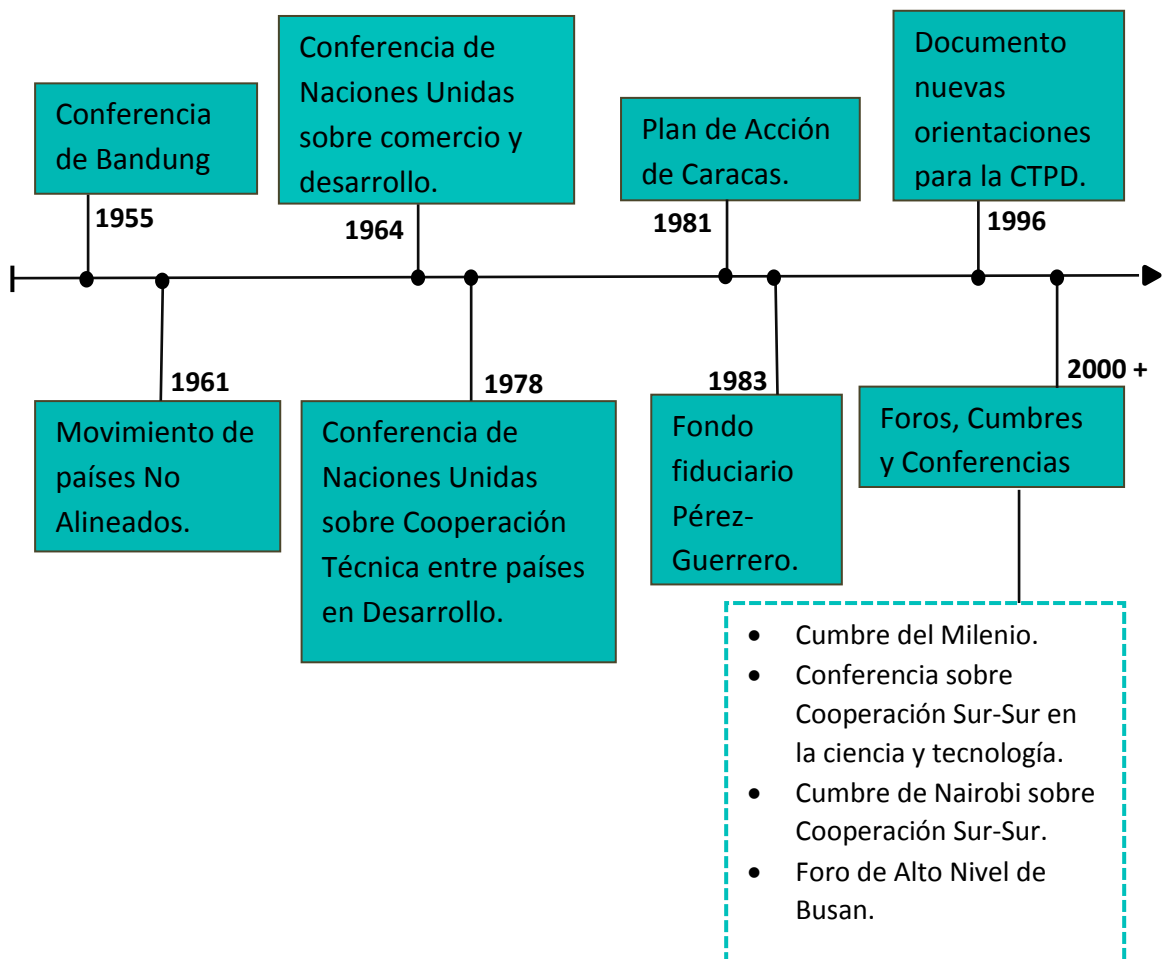 Conferencia
de Bandung
1955
Conferencia de
Naciones Unidas
sobre comercio y
desarrollo.
1964
Plan de Acción
de Caracas.
1981
Documento
nuevas
orientaciones
para la CTPD.
1996
1961
Movimiento de
países No
Alineados.
1978
Conferencia de
Naciones Unidas
sobre Cooperación
Técnica entre países
en Desarrollo.
1983
Fondo
fiduciario
Pérez-
Guerrero.
2000 +
Foros, Cumbres
y Conferencias
• Cumbre del Milenio.
• Conferencia sobre
Cooperación Sur-Sur en
la ciencia y tecnología.
• Cumbre de Nairobi sobre
Cooperación Sur-Sur.
• Foro de Alto Nivel de
Busan.